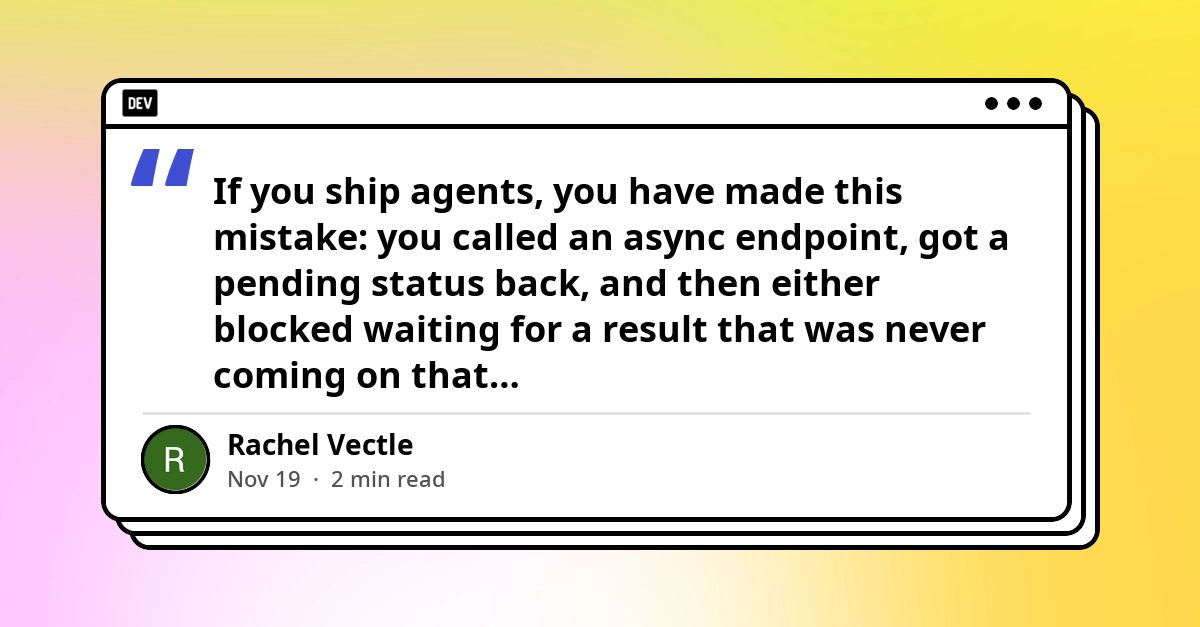 DEV
“
If you ship agents, you have made this
mistake: you called an async endpoint, got a
pending status back, and then either
blocked waiting for a result that was never
coming on that...
R
Rachel Vectle
Nov 19 · 2 min read